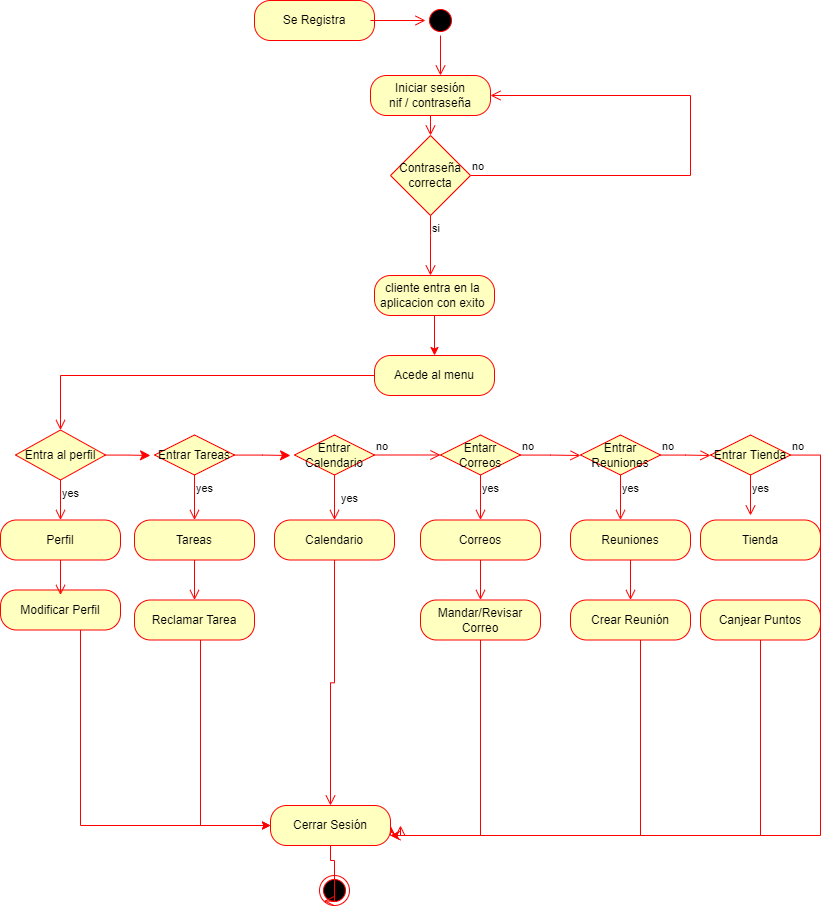 Se Registra
Iniciar sesión
nif / contraseña
Contraseña
correcta
no
si
cliente entra en la
aplicacion con exito
Acede al menu
Entra al perfil
Entrar Tareas
Entrar
Calendario
no
Entarr
Correos
no
Entrar
Reuniones
no
Entrar Tienda
no
yes
yes
yes
yes
yes
yes
Perfil
Tareas
Calendario
Correos
Reuniones
Tienda
Modificar Perfil
Reclamar Tarea
Mandar/Revisar
Correo
Crear Reunión
Canjear Puntos
Cerrar Sesión